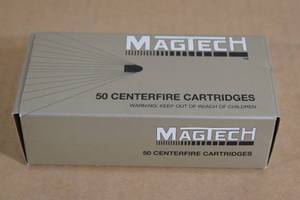 MAGTECH
50 CENTERFIRE CARTRIDGES
WARNING: KEEP OUT OF REACH OF CHILDREN
MAGTECH
50 CENTERFIRE CARTRIDGES